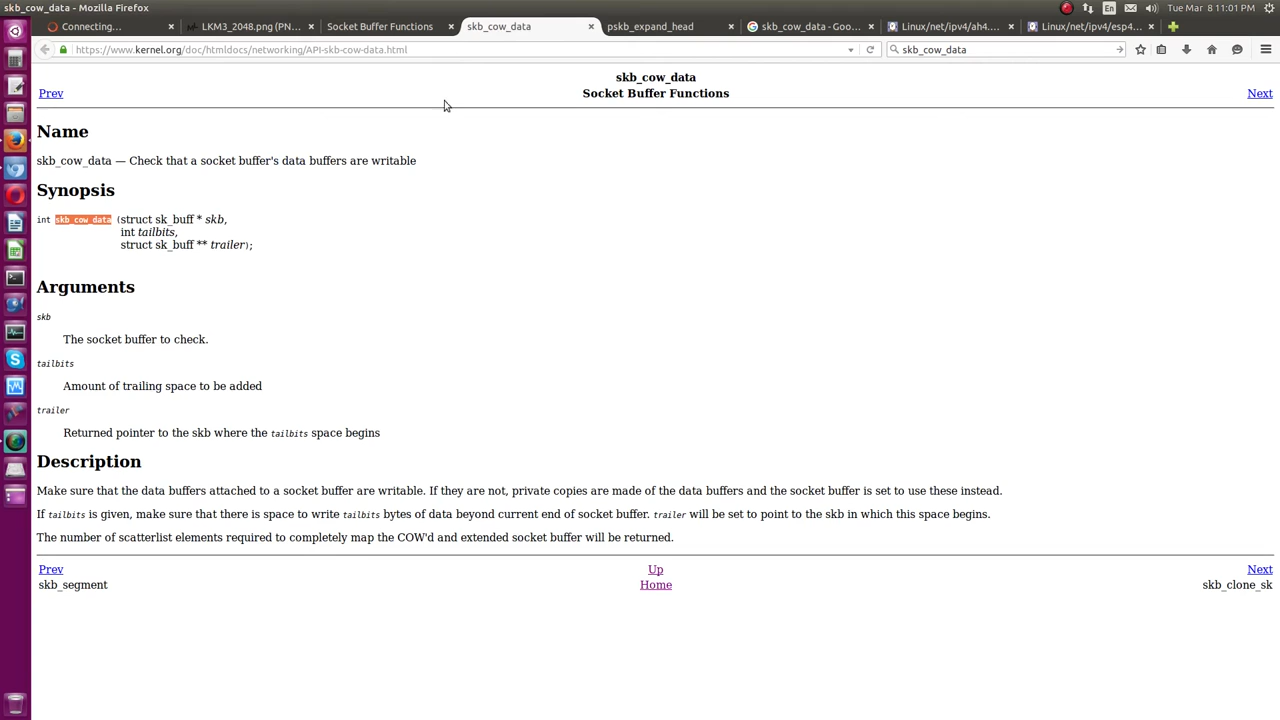 skb_cow_data - Mozilla Firefox
En
Tue Mar 8 8:11:01 PM
Connecting...
LKM3_2048.png (PN...
Socket Buffer Functions
skb_cow_data
pskb_expand_head
skb_cow_data - Goo...
Linux/net/ipv4/ah4....
Linux/net/ipv4/esp4...
https://www.kernel.org/doc/htmldocs/networking/API-skb-cow-data.html
skb_cow_data
skb_cow_data
Prev
Socket Buffer Functions
Next
Name
skb_cow_data — Check that a socket buffer's data buffers are writable
Synopsis
int skb_cow_data (struct sk_buff * skb,
int tailbits,
struct sk_buff ** trailer);
Arguments
skb
The socket buffer to check.
tailbits
Amount of trailing space to be added
trailer
Returned pointer to the skb where the tailbits space begins
Description
Make sure that the data buffers attached to a socket buffer are writable. If they are not, private copies are made of the data buffers and the socket buffer is set to use these instead.
If tailbits is given, make sure that there is space to write tailbits bytes of data beyond current end of socket buffer. trailer will be set to point to the skb in which this space begins.
The number of scatterlist elements required to completely map the COW'd and extended socket buffer will be returned.
Prev
Up
Next
skb_segment
Home
skb_clone_sk